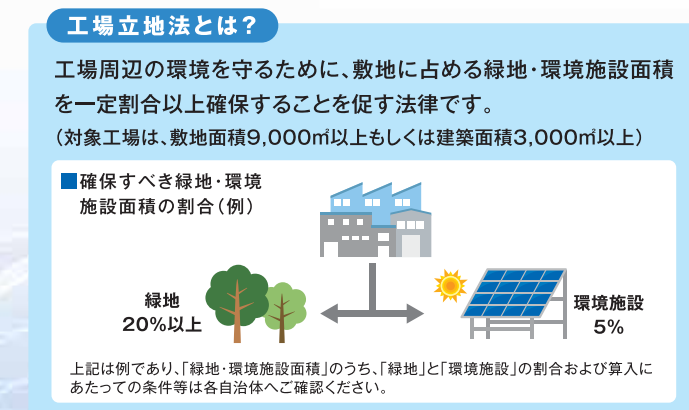 工場立地法とは?
工場周辺の環境を守るために、敷地に占める緑地・環境施設面積
を一定割合以上確保することを促す法律です。
（対象工場は、敷地面積9,000㎡以上もしくは建築面積3,000㎡以上）
■確保すべき緑地・環境
施設面積の割合（例）
緑地
20%以上
環境施設
5%
上記は例であり、「緑地・環境施設面積」のうち、「緑地」と「環境施設」の割合および算入に
あたっての条件等は各自治体へご確認ください。